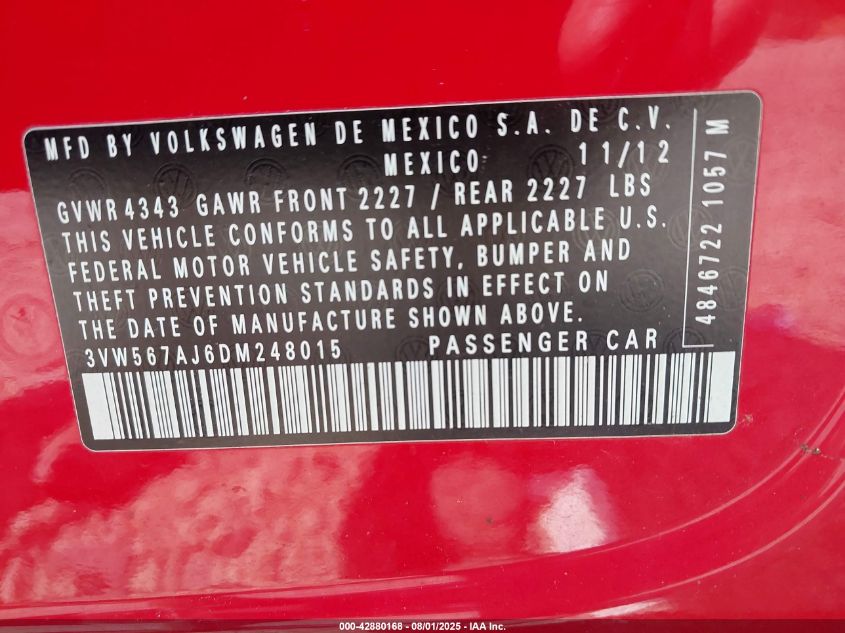 MFD BY VOLKSWAGEN DE MEXICO S.A. DE C.V.
MEXICO 11/12
GVWR 4343 GAWR FRONT 2227 / REAR 2227 LBS
THIS VEHICLE CONFORMS TO ALL APPLICABLE U.S.
FEDERAL MOTOR VEHICLE SAFETY, BUMPER AND
THEFT PREVENTION STANDARDS IN EFFECT ON
THE DATE OF MANUFACTURE SHOWN ABOVE.
3VW567AJ6DM248015 PASSENGER CAR
4846722 1057 M
000-42880168 - 08/01/2025 - IAA Inc.